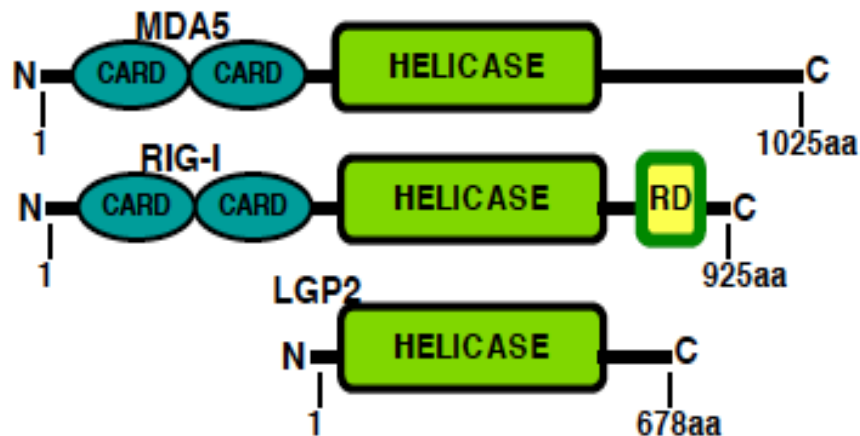 MDA5
N CARD CARD HELICASE C
1 1025aa
RIG-I
N CARD CARD HELICASE RD C
1 925aa
LGP2
N HELICASE C
1 678aa